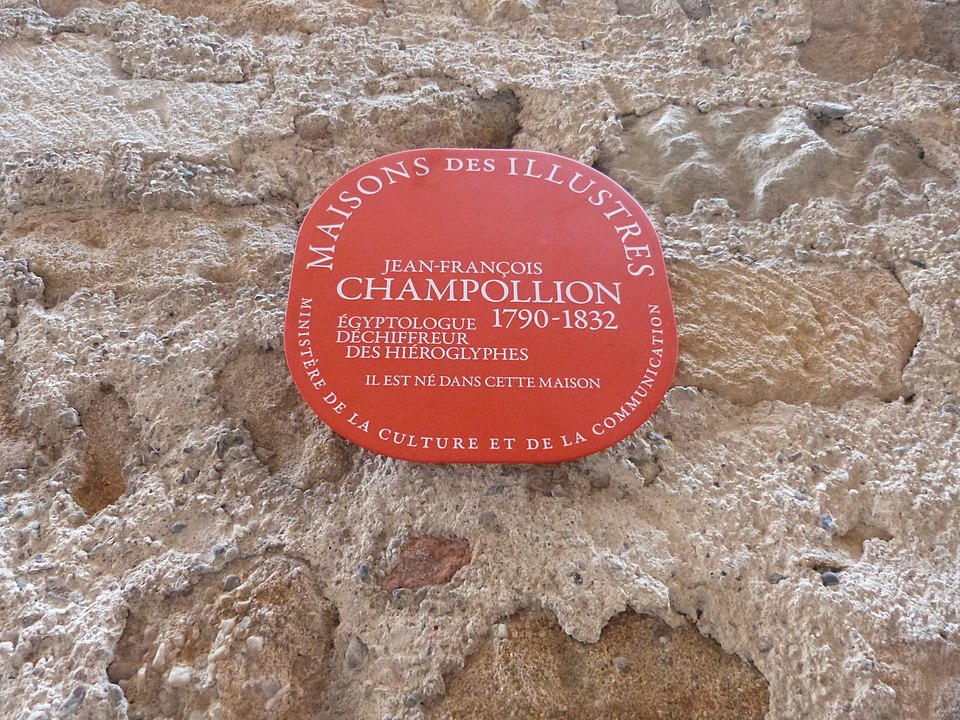 MAISONS DES ILLUSTRES
JEAN-FRANÇOIS
CHAMPOLLION
1790-1832
ÉGYPTOLOGUE
DÉCHIFFREUR
DES HIÉROGLYPHES
IL EST NÉ DANS CETTE MAISON
MINISTÈRE DE LA CULTURE ET DE LA COMMUNICATION